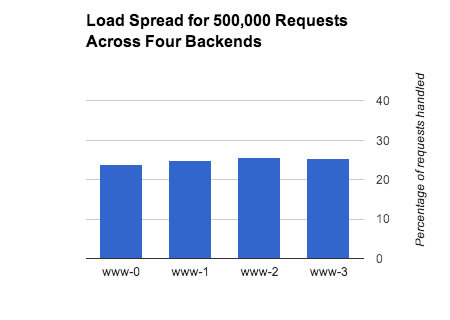 Load Spread for 500,000 Requests
Across Four Backends
40
30
20
10
0
Percentage of requests handled
www-0 www-1 www-2 www-3